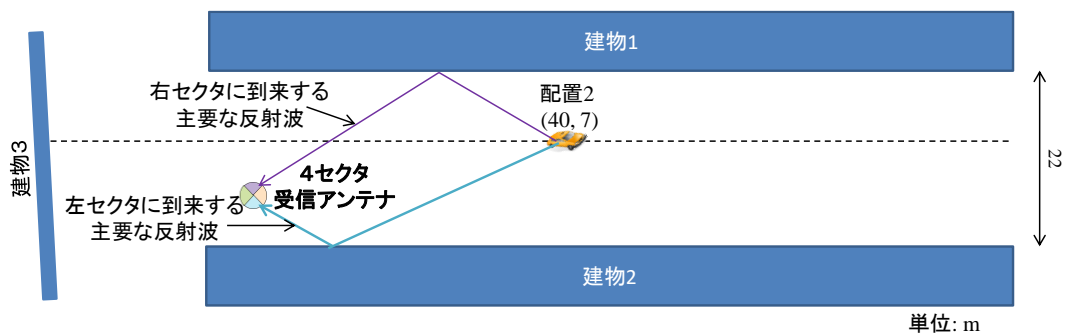 建物1
右セクタに到来する
主要な反射波
配置2
(40, 7)
建物３
22
４セクタ
受信アンテナ
左セクタに到来する
主要な反射波
建物2
単位: m